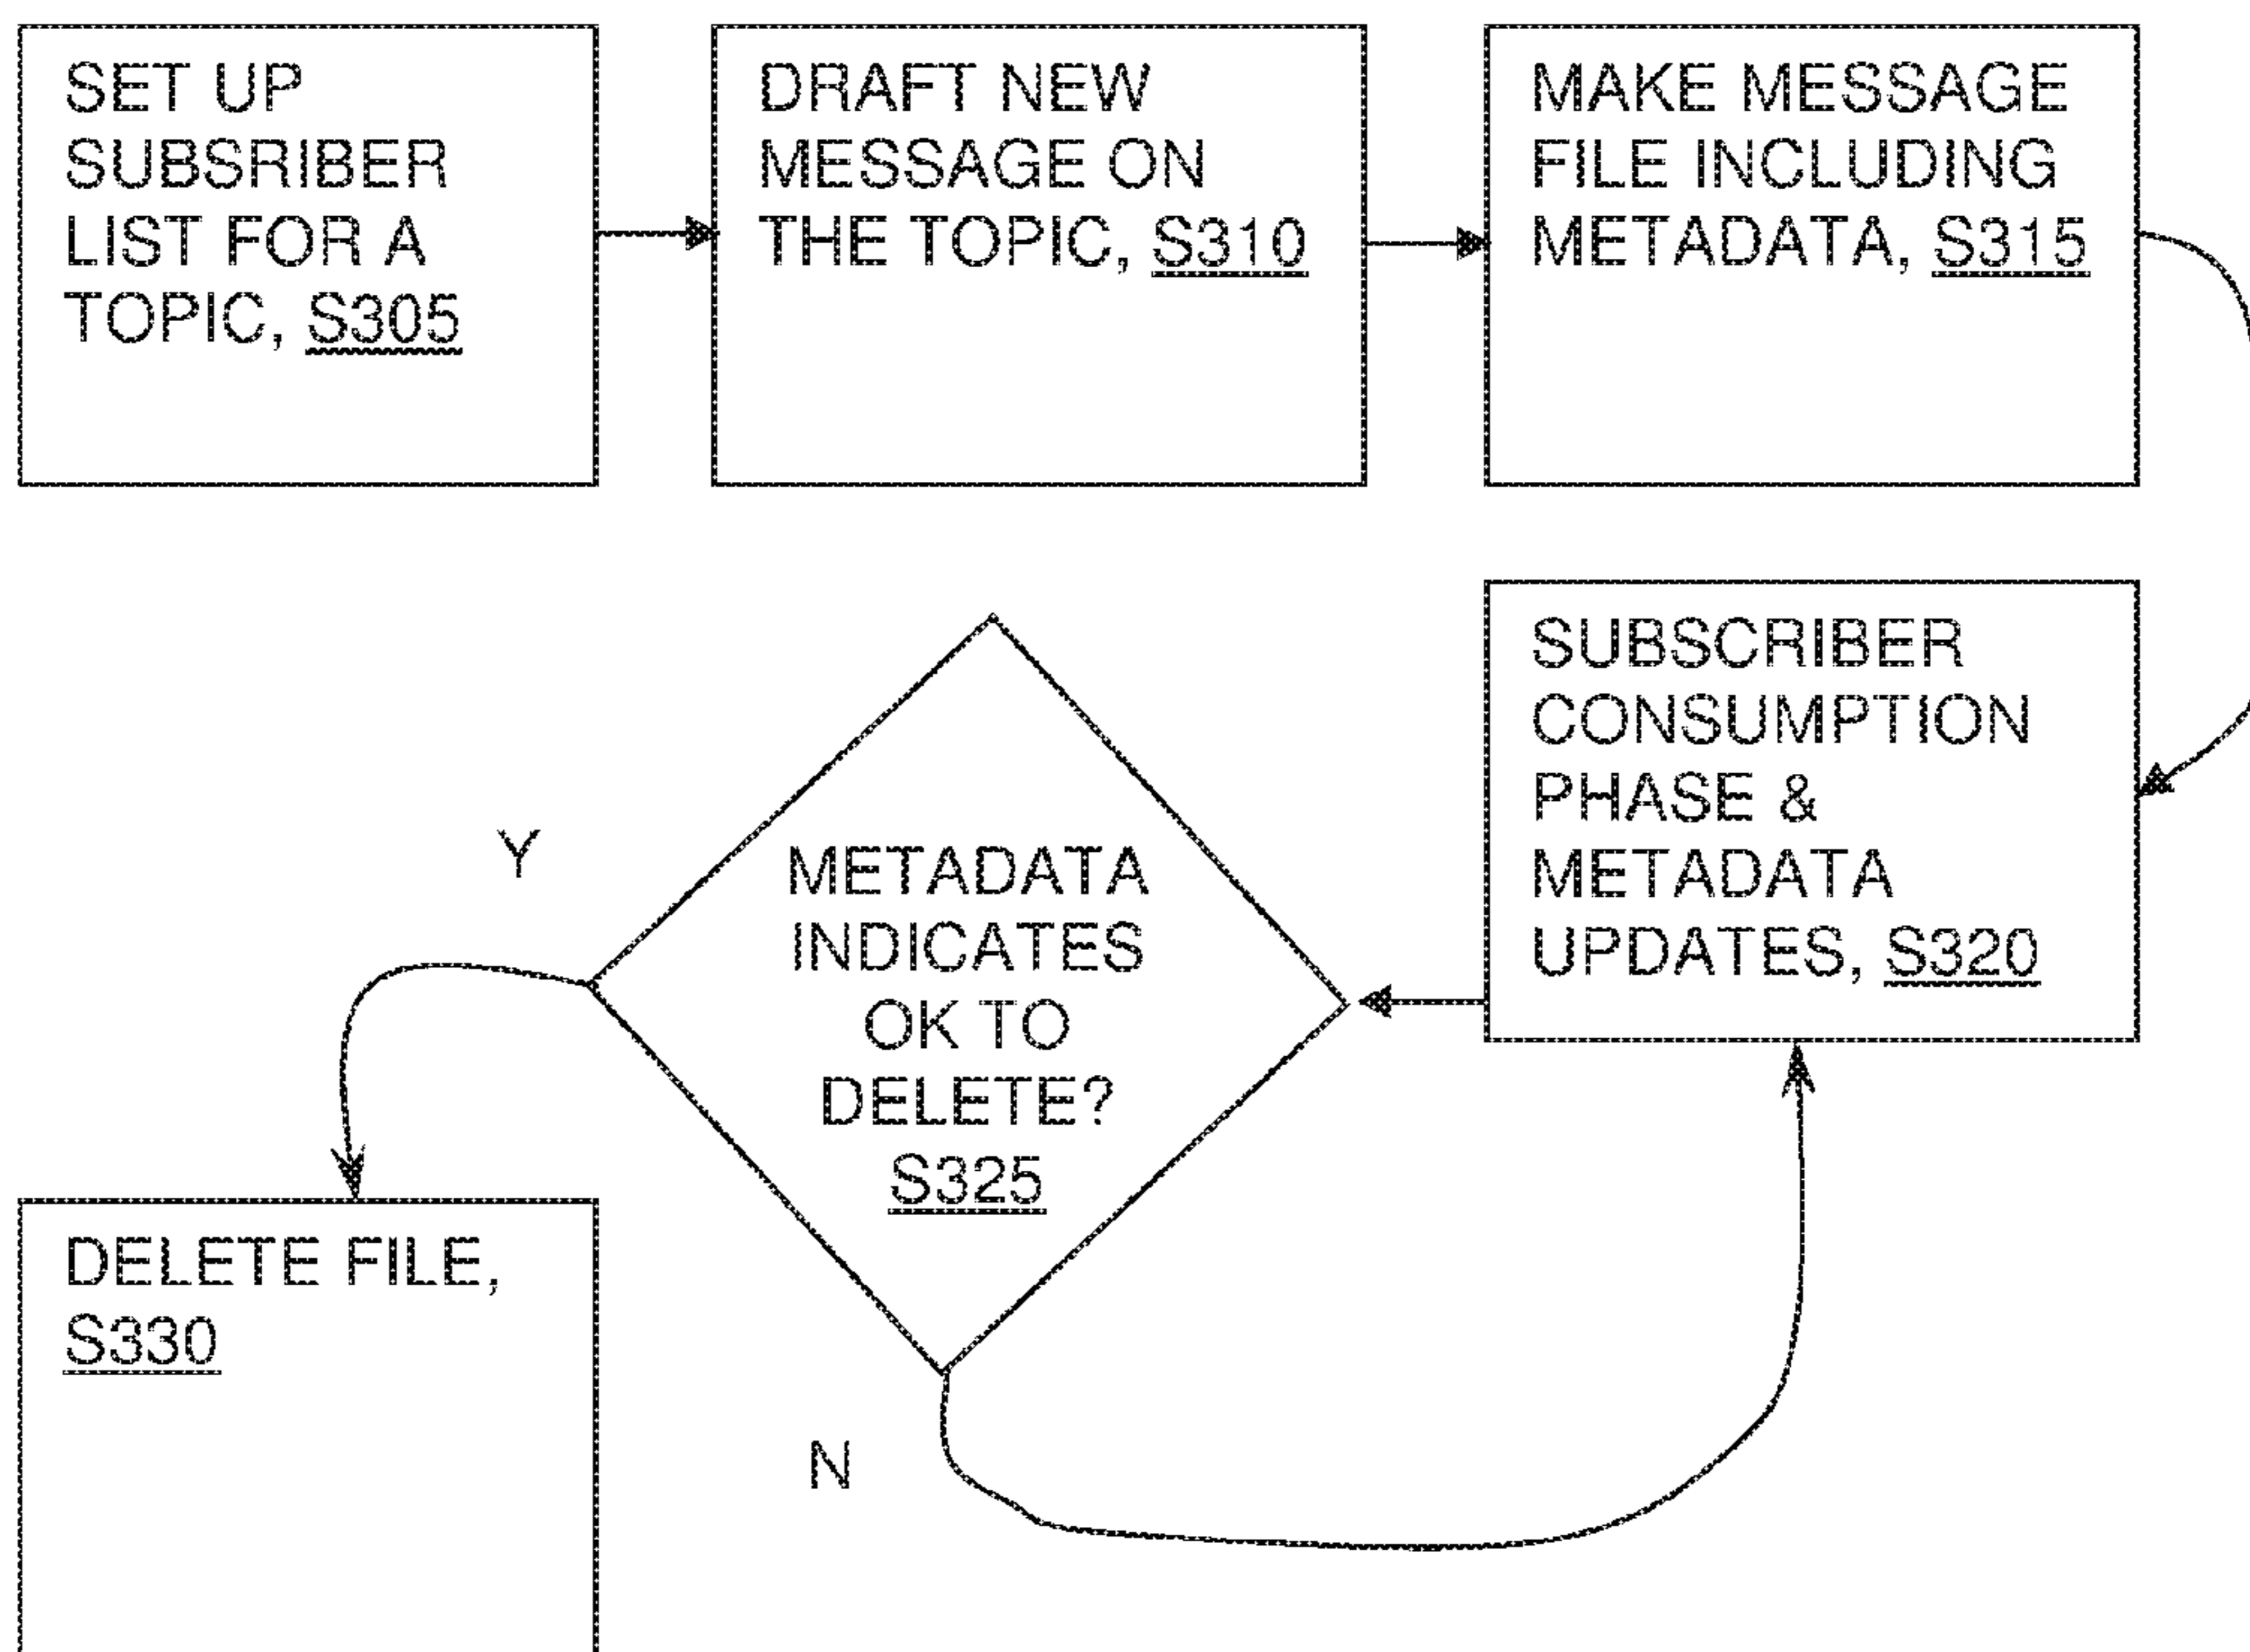 SET UP
SUBSRIBER
LIST FOR A
TOPIC, S305
DRAFT NEW
MESSAGE ON
THE TOPIC, S310
MAKE MESSAGE
FILE INCLUDING
METADATA, S315
SUBSCRIBER
CONSUMPTION
PHASE &
METADATA
UPDATES, S320
METADATA
INDICATES
OK TO
DELETE?
S325
Y
N
DELETE FILE,
S330